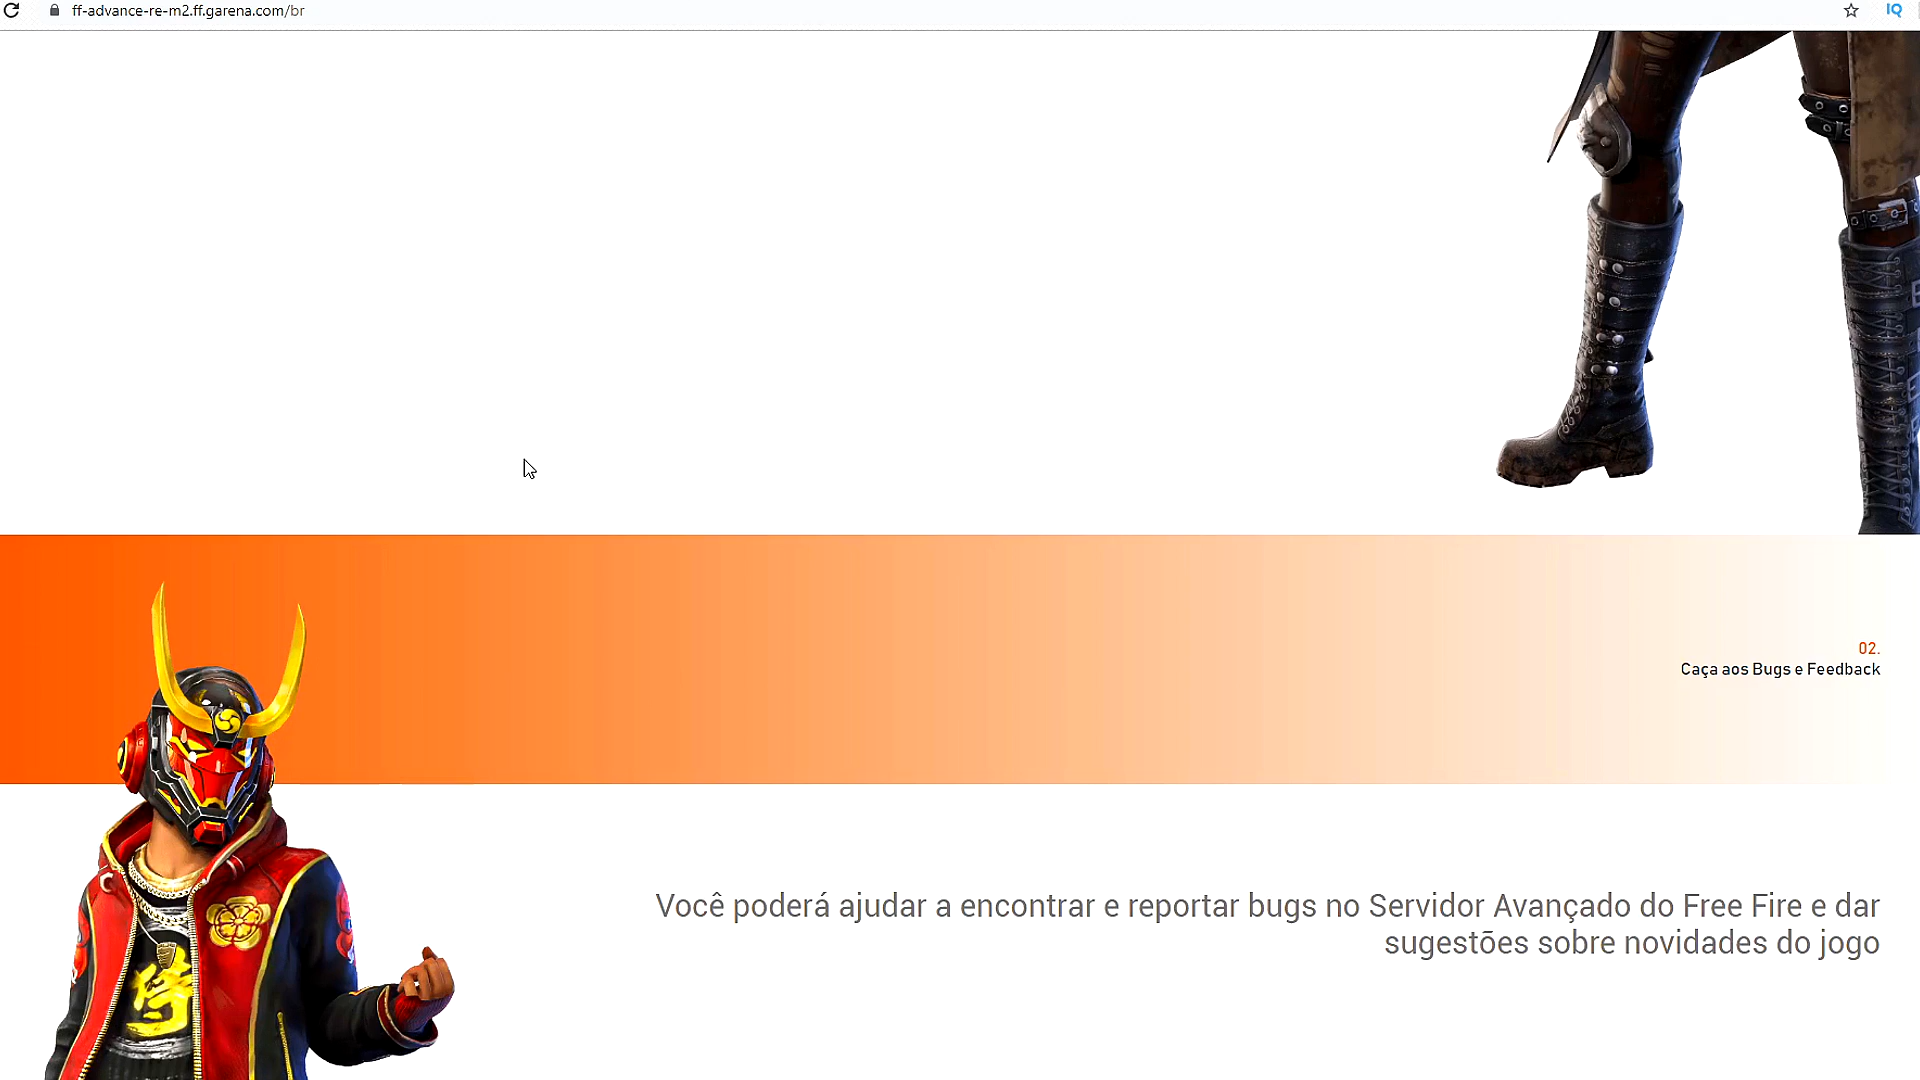 ff-advance-re-m2.ff.garena.com/br
IQ
02.
Caça aos Bugs e Feedback
Você poderá ajudar a encontrar e reportar bugs no Servidor Avançado do Free Fire e dar
sugestões sobre novidades do jogo